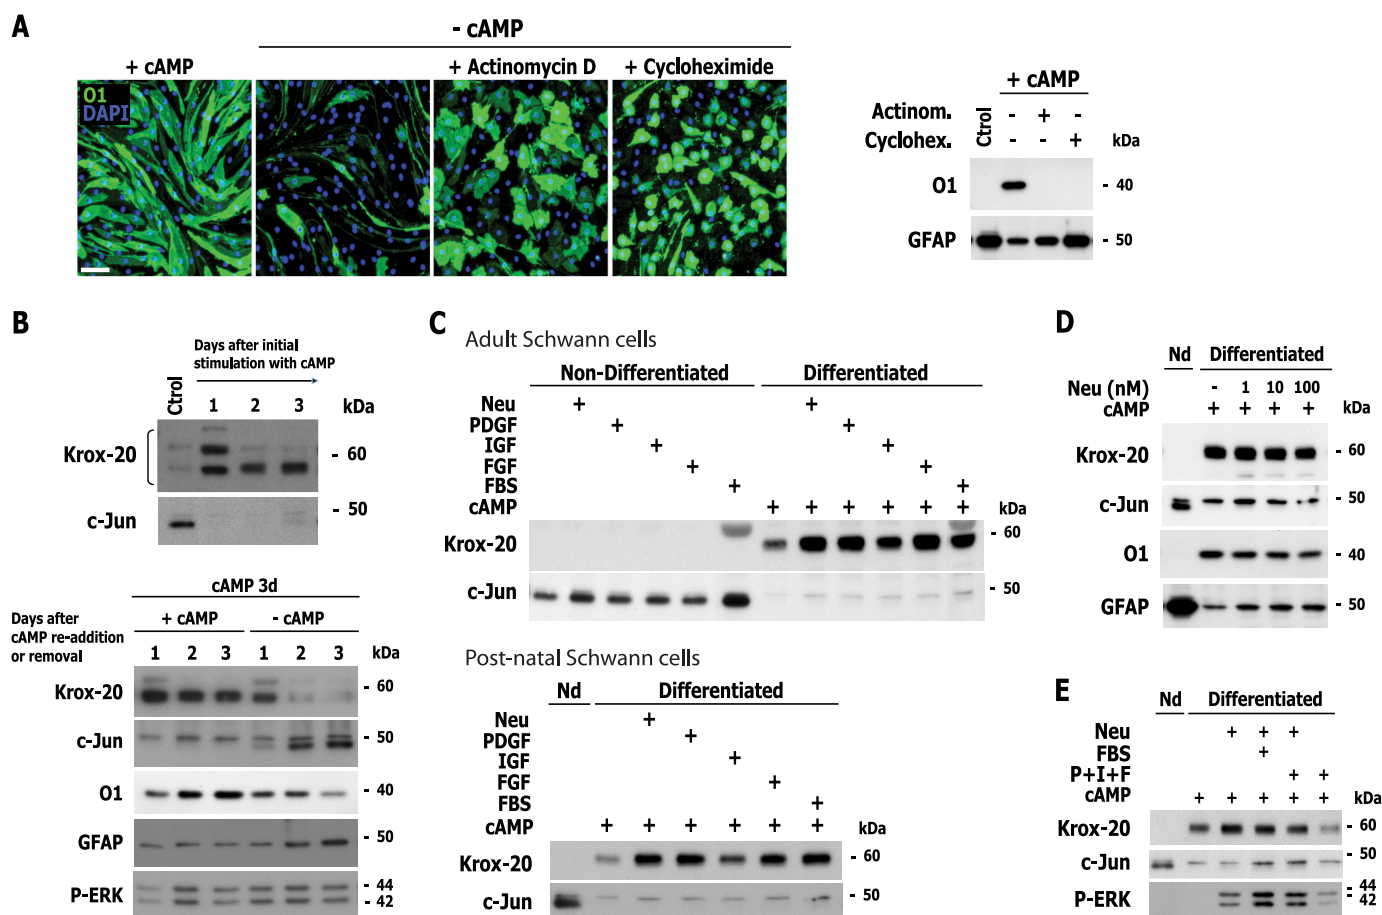 A
- cAMP
+ cAMP
+ Actinomycin D
+ Cycloheximide
O1
DAPI
+ cAMP
Actinom. - + -
Cyclohex. - - +
Ctrol
kDa
O1 - 40
GFAP - 50
B
Days after initial
stimulation with cAMP
Ctrol 1 2 3 kDa
Krox-20 - 60
c-Jun - 50
cAMP 3d
Days after
cAMP re-addition
or removal
+ cAMP - cAMP
1 2 3 1 2 3 kDa
Krox-20 - 60
c-Jun - 50
O1 - 40
GFAP - 50
P-ERK - 44
- 42
C
Adult Schwann cells
Non-Differentiated Differentiated
Neu + +
PDGF + +
IGF + +
FGF + +
FBS + +
cAMP + + + + + + kDa
Krox-20 - 60
c-Jun - 50
Post-natal Schwann cells
Nd Differentiated
Neu +
PDGF +
IGF +
FGF +
FBS +
cAMP + + + + + + kDa
Krox-20 - 60
c-Jun - 50
D
Nd Differentiated
Neu (nM) - 1 10 100
cAMP + + + + kDa
Krox-20 - 60
c-Jun - 50
O1 - 40
GFAP - 50
E
Nd Differentiated
Neu + + +
FBS +
P+I+F + +
cAMP + + + + + kDa
Krox-20 - 60
c-Jun - 50
P-ERK - 44
- 42